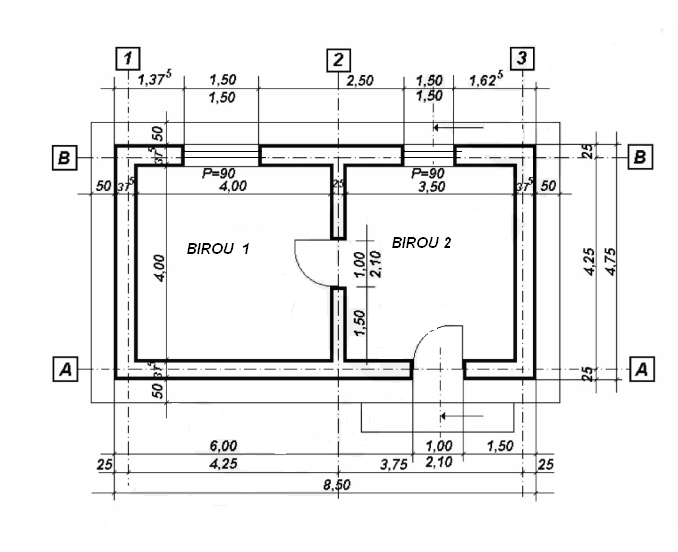 1 2 3
1,37⁵ 1,50 2,50 1,50 1,62⁵
1,50 1,50
50
B 37⁵ 25 B
P=90 P=90
50 37⁵ 4,00 25 3,50 37⁵ 50
BIROU 1 BIROU 2
4,00 1,00 2,10 4,25 4,75
1,50
A 37⁵ 25 A
50
6,00 1,00 1,50
25 4,25 3,75 2,10 25
8,50